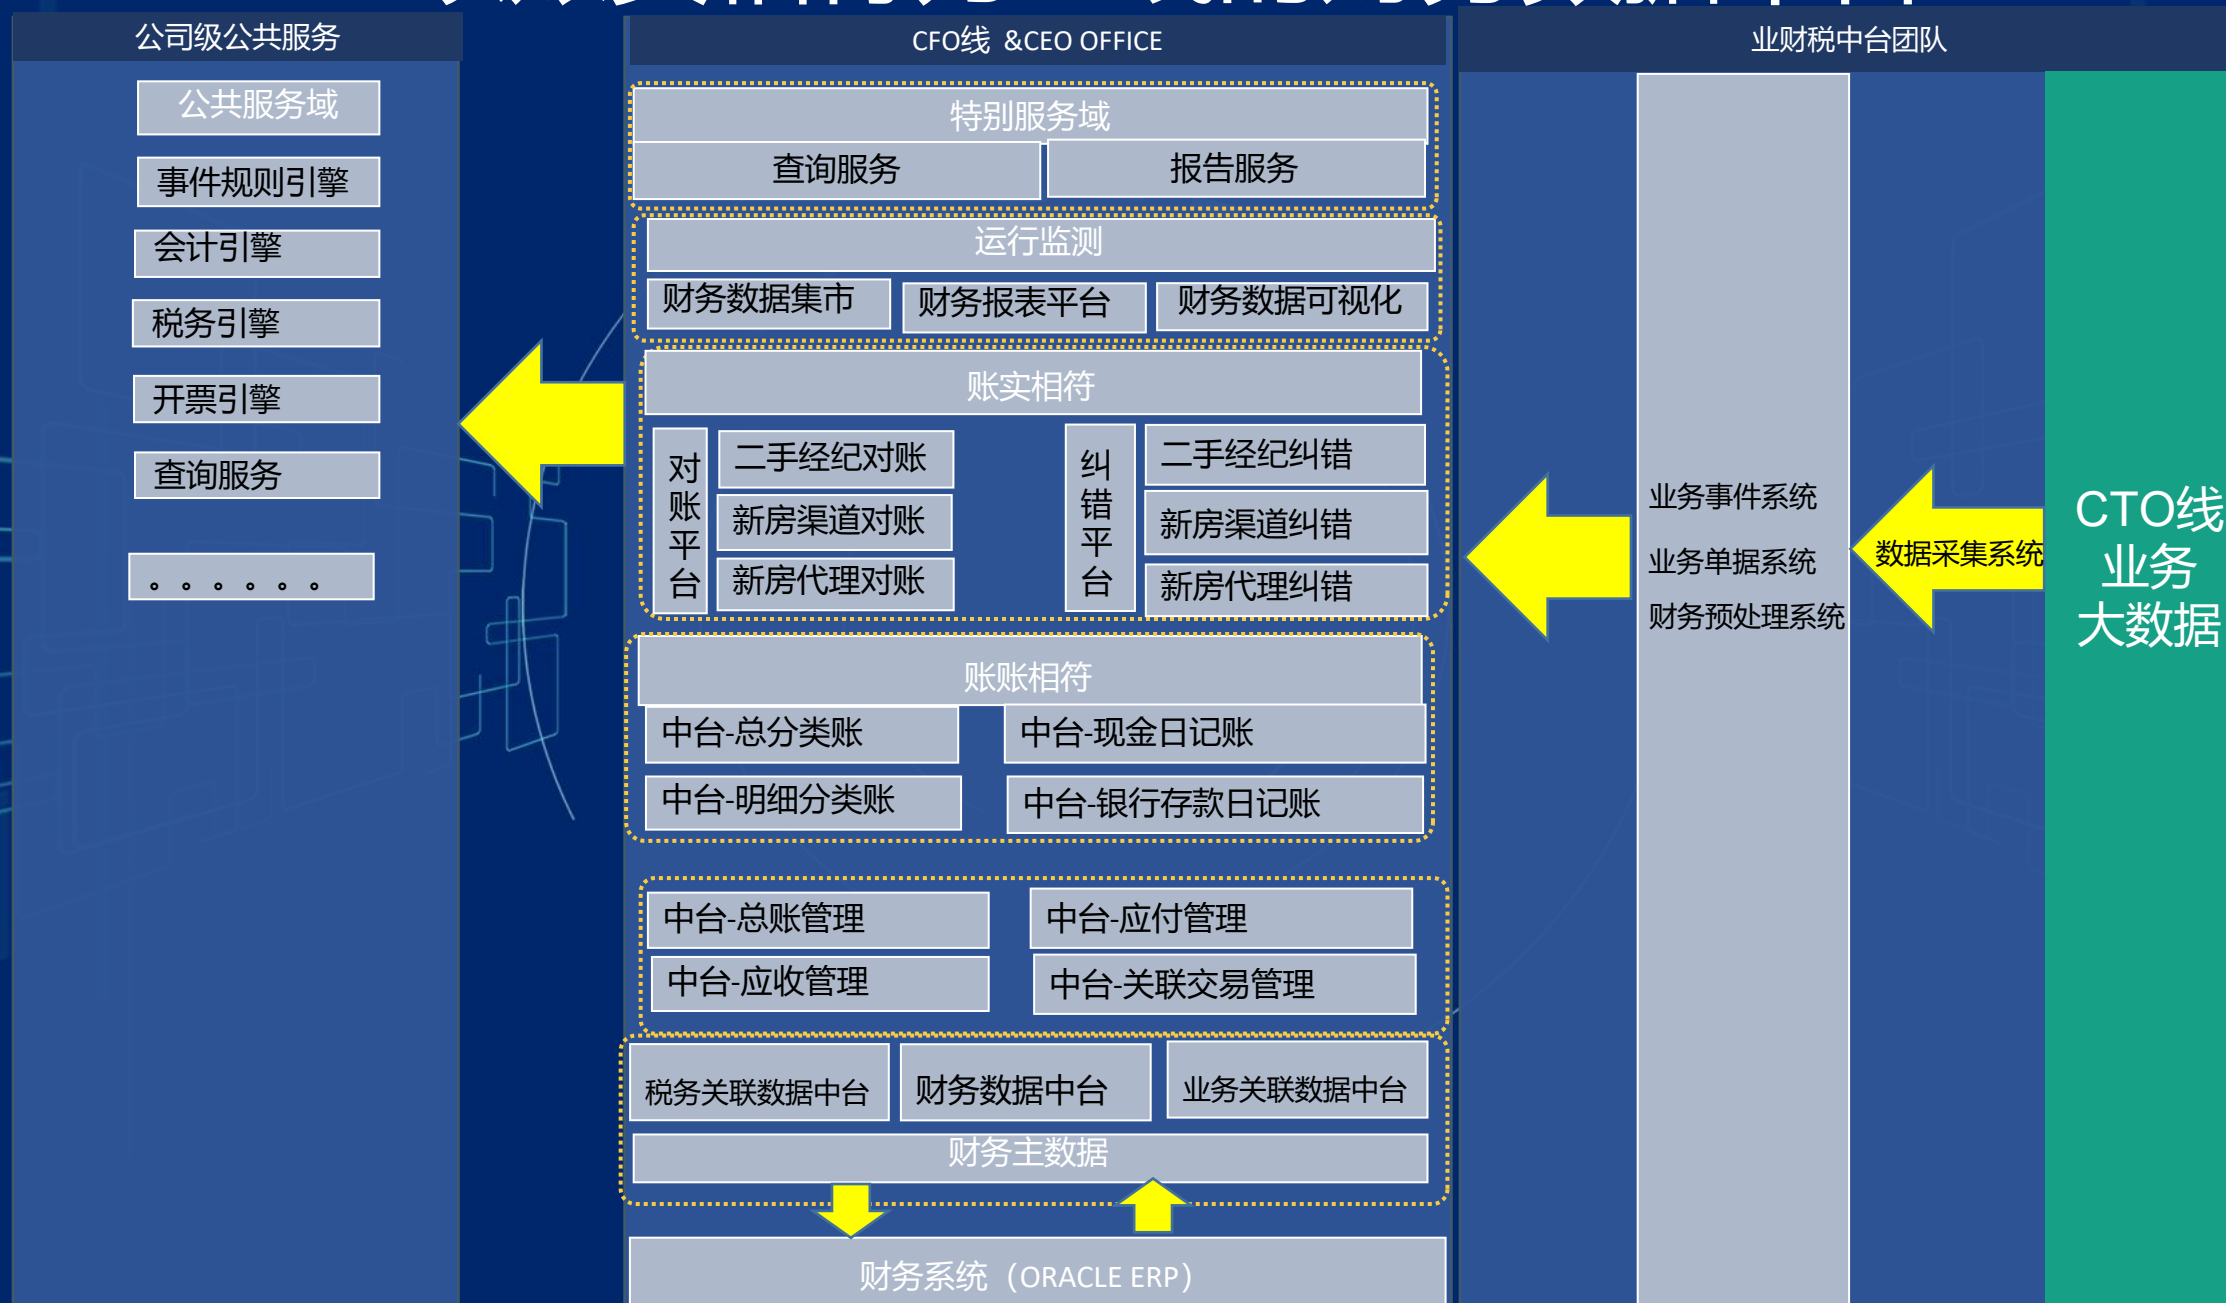 公司级公共服务
公共服务域
事件规则引擎
会计引擎
税务引擎
开票引擎
查询服务
。。。。。。
CFO线 &CEO OFFICE
特别服务域
查询服务
报告服务
运行监测
财务数据集市
财务报表平台
财务数据可视化
账实相符
对账平台
二手经纪对账
新房渠道对账
新房代理对账
纠错平台
二手经纪纠错
新房渠道纠错
新房代理纠错
账账相符
中台-总分类账
中台-现金日记账
中台-明细分类账
中台-银行存款日记账
中台-总账管理
中台-应付管理
中台-应收管理
中台-关联交易管理
税务关联数据中台
财务数据中台
业务关联数据中台
财务主数据
财务系统（ORACLE ERP）
业财税中台团队
业务事件系统
业务单据系统
财务预处理系统
数据采集系统
CTO线
业务
大数据